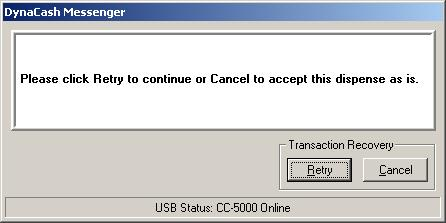 DynaCash Messenger
Please click Retry to continue or Cancel to accept this dispense as is.
Transaction Recovery
Retry
Cancel
USB Status: CC-5000 Online